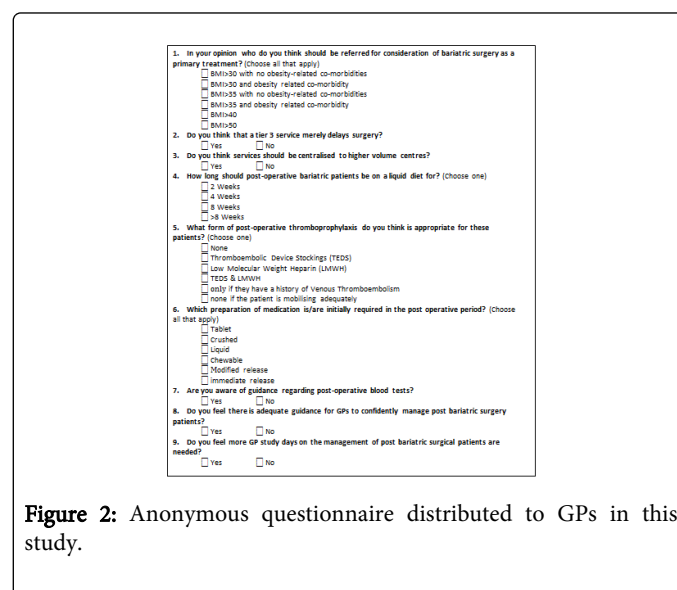 1. In your opinion who do you think should be referred for consideration of bariatric surgery as a
primary treatment? (Choose all that apply)
BMI>30 with no obesity-related co-morbidities
BMI>30 and obesity related co-morbidity
BMI>35 with no obesity-related co-morbidities
BMI>35 and obesity related co-morbidity
BMI>40
BMI>50
2. Do you think that a tier 3 service merely delays surgery?
Yes No
3. Do you think services should be centralised to higher volume centres?
Yes No
4. How long should post-operative bariatric patients be on a liquid diet for? (Choose one)
2 Weeks
4 Weeks
8 Weeks
>8 Weeks
5. What form of post-operative thromboprophylaxis do you think is appropriate for these
patients? (Choose one)
None
Thromboembolic Device Stockings (TEDS)
Low Molecular Weight Heparin (LMWH)
TEDS & LMWH
only if they have a history of Venous Thromboembolism
none if the patient is mobilising adequately
6. Which preparation of medication is/are initially required in the post operative period? (Choose
all that apply)
Tablet
Crushed
Liquid
Chewable
Modified release
immediate release
7. Are you aware of guidance regarding post-operative blood tests?
Yes No
8. Do you feel there is adequate guidance for GPs to confidently manage post bariatric surgery
patients?
Yes No
9. Do you feel more GP study days on the management of post bariatric surgical patients are
needed?
Yes No
Figure 2: Anonymous questionnaire distributed to GPs in this
study.